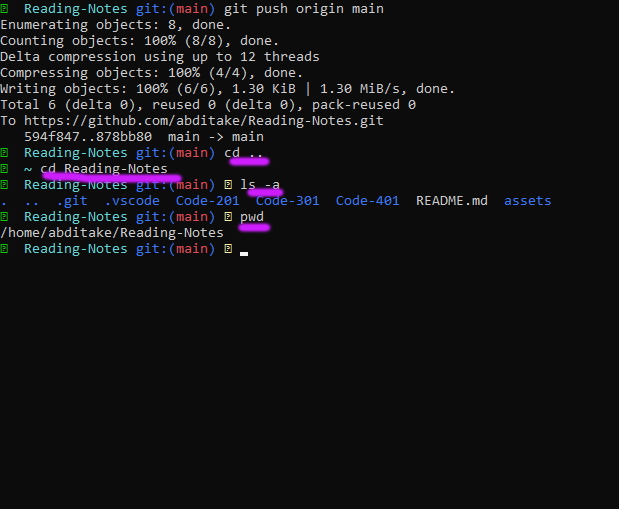 Reading-Notes git:(main) git push origin main
Enumerating objects: 8, done.
Counting objects: 100% (8/8), done.
Delta compression using up to 12 threads
Compressing objects: 100% (4/4), done.
Writing objects: 100% (6/6), 1.30 KiB | 1.30 MiB/s, done.
Total 6 (delta 0), reused 0 (delta 0), pack-reused 0
To https://github.com/abditake/Reading-Notes.git
594f847..878bb80  main -> main
Reading-Notes git:(main) cd ..
~ cd Reading-Notes
Reading-Notes git:(main) ls -a
.  ..  .git  .vscode  Code-201  Code-301  Code-401  README.md  assets
Reading-Notes git:(main) pwd
/home/abditake/Reading-Notes
Reading-Notes git:(main)